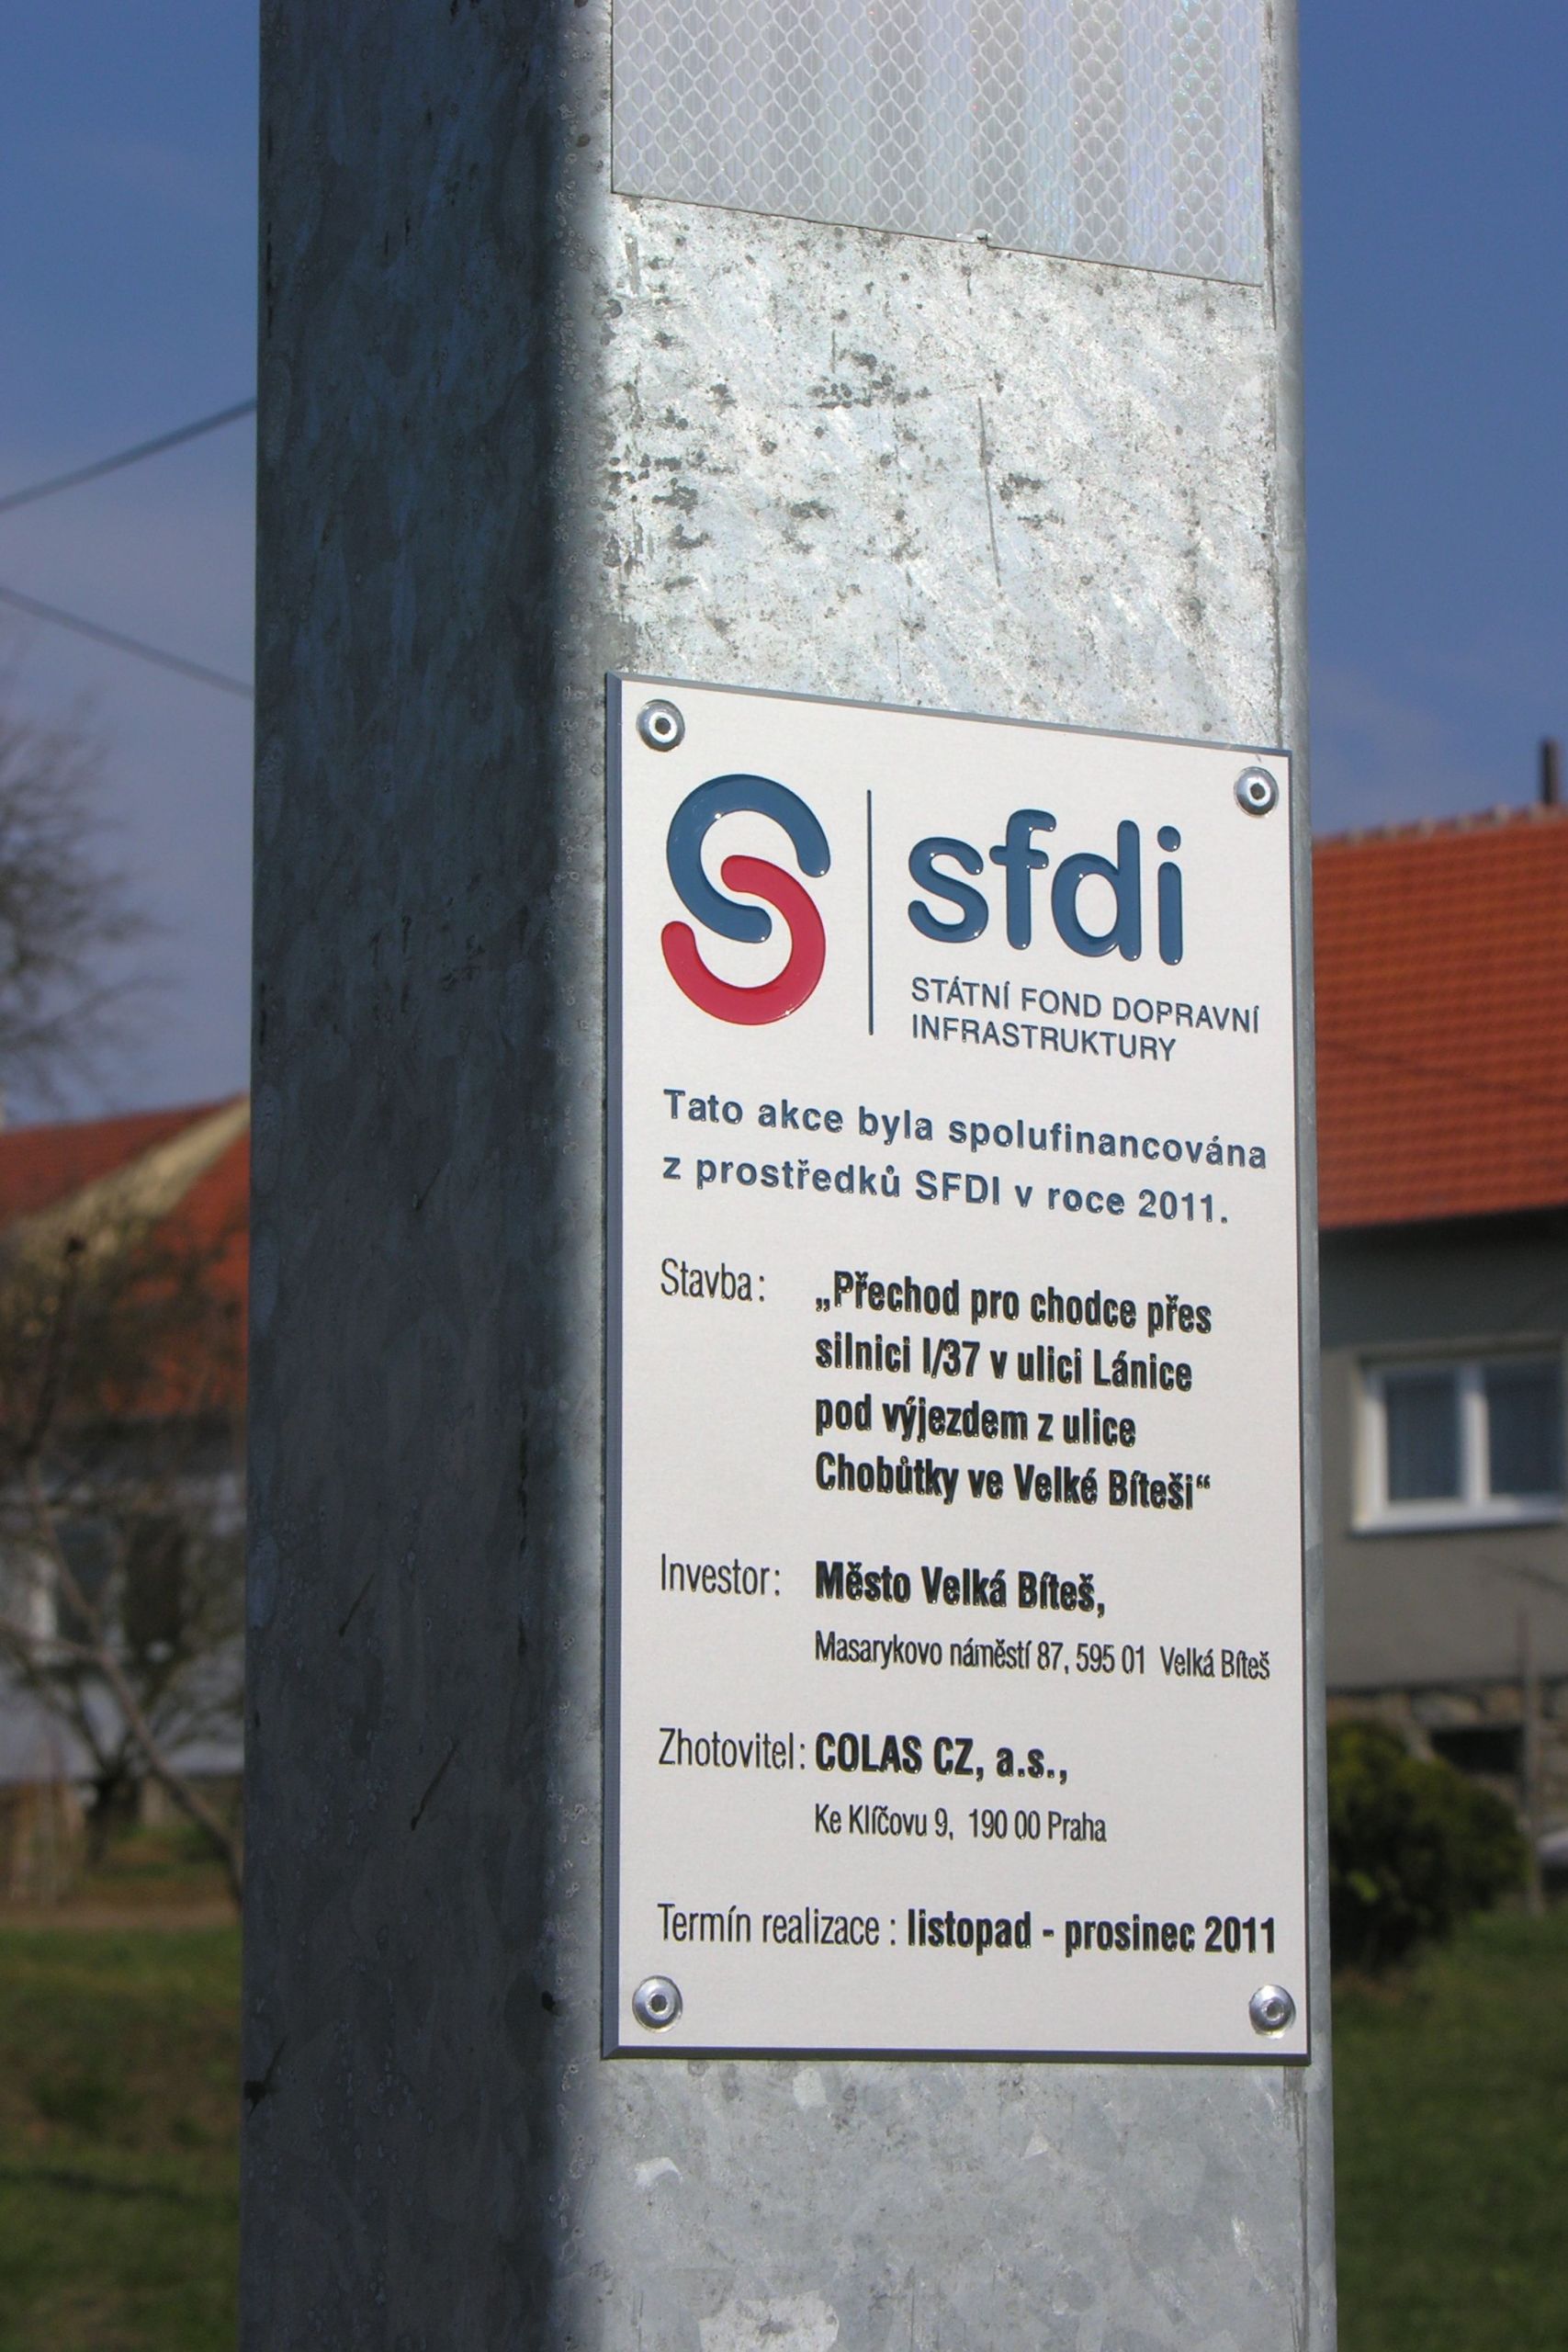 sfdi
STÁTNÍ FOND DOPRAVNÍ
INFRASTRUKTURY
Tato akce byla spolufinancována
z prostředků SFDI v roce 2011.
Stavba: „Přechod pro chodce přes
silnici I/37 v ulici Lánice
pod výjezdem z ulice
Chobůtky ve Velké Bíteši“
Investor: Město Velká Bíteš,
Masarykovo náměstí 87, 595 01 Velká Bíteš
Zhotovitel: COLAS CZ, a.s.,
Ke Klíčovu 9, 190 00 Praha
Termín realizace : listopad - prosinec 2011